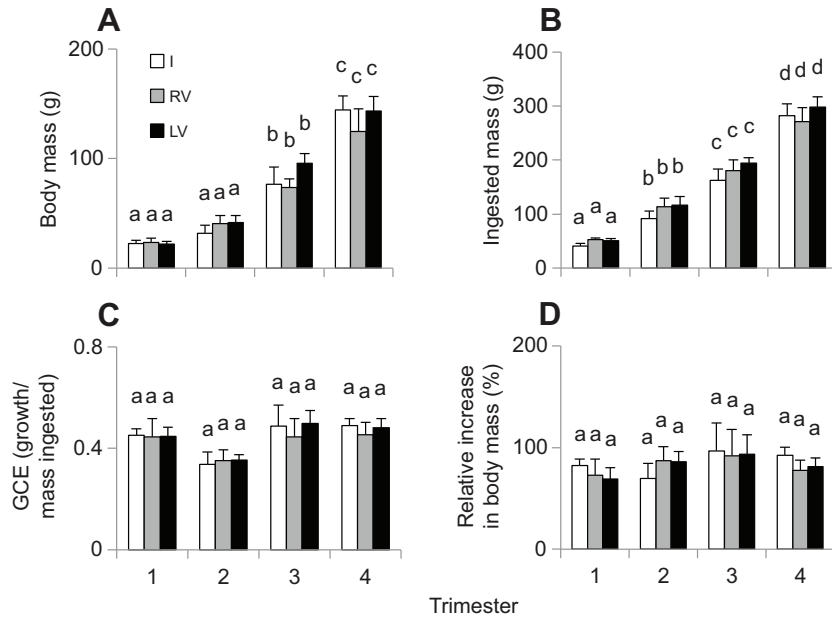 A
Body mass (g)
200
100
0
I
RV
LV
a a a
a a a
b b b
c c c
B
Ingested mass (g)
400
300
200
100
0
a a a
b b b
c c c
d d d
C
GCE (growth/
mass ingested)
0.8
0.4
0
a a a
a a a
a a a
a a a
1 2 3 4
D
Relative increase
in body mass (%)
200
100
0
a a a
a a a
a a a
a a a
1 2 3 4
Trimester